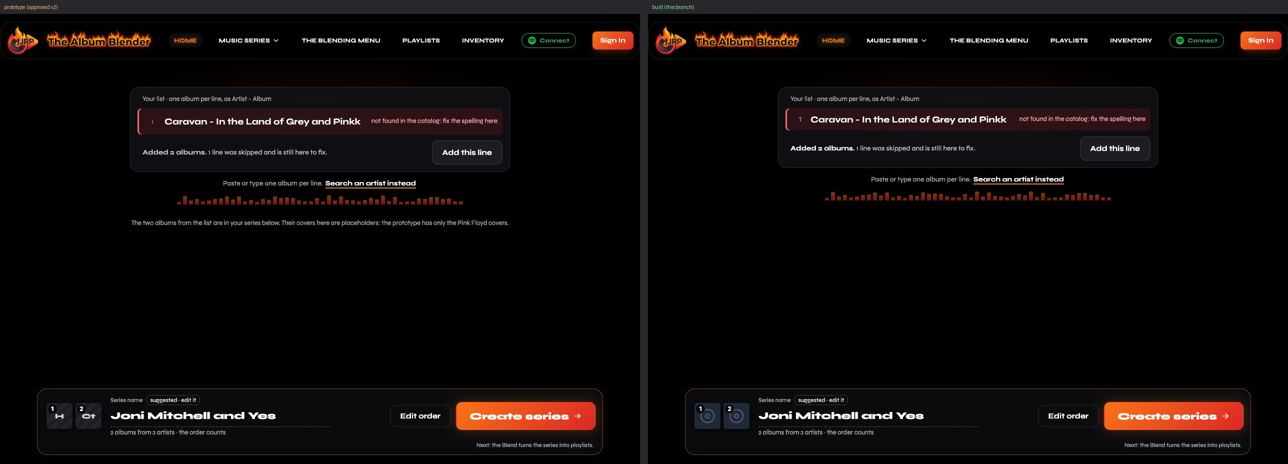 prototype (approved v2)
JRP The Album Blender HOME MUSIC SERIES THE BLENDING MENU PLAYLISTS INVENTORY Connect Sign In
Your list · one album per line, as Artist - Album
1 Caravan - In the Land of Grey and Pinkk not found in the catalog: fix the spelling here
Added 2 albums. 1 line was skipped and is still here to fix. Add this line
Paste or type one album per line. Search an artist instead
The two albums from the list are in your series below. Their covers here are placeholders: the prototype has only the Pink Floyd covers.
Series name suggested · edit it
1 H 2 Ct Joni Mitchell and Yes Edit order Create series →
2 albums from 2 artists · the order counts
Next: the Blend turns the series into playlists.
built (this branch)
JRP The Album Blender HOME MUSIC SERIES THE BLENDING MENU PLAYLISTS INVENTORY Connect Sign In
Your list · one album per line, as Artist - Album
1 Caravan - In the Land of Grey and Pinkk not found in the catalog: fix the spelling here
Added 2 albums. 1 line was skipped and is still here to fix. Add this line
Paste or type one album per line. Search an artist instead
Series name suggested · edit it
1 2 Joni Mitchell and Yes Edit order Create series →
2 albums from 2 artists · the order counts
Next: the Blend turns the series into playlists.